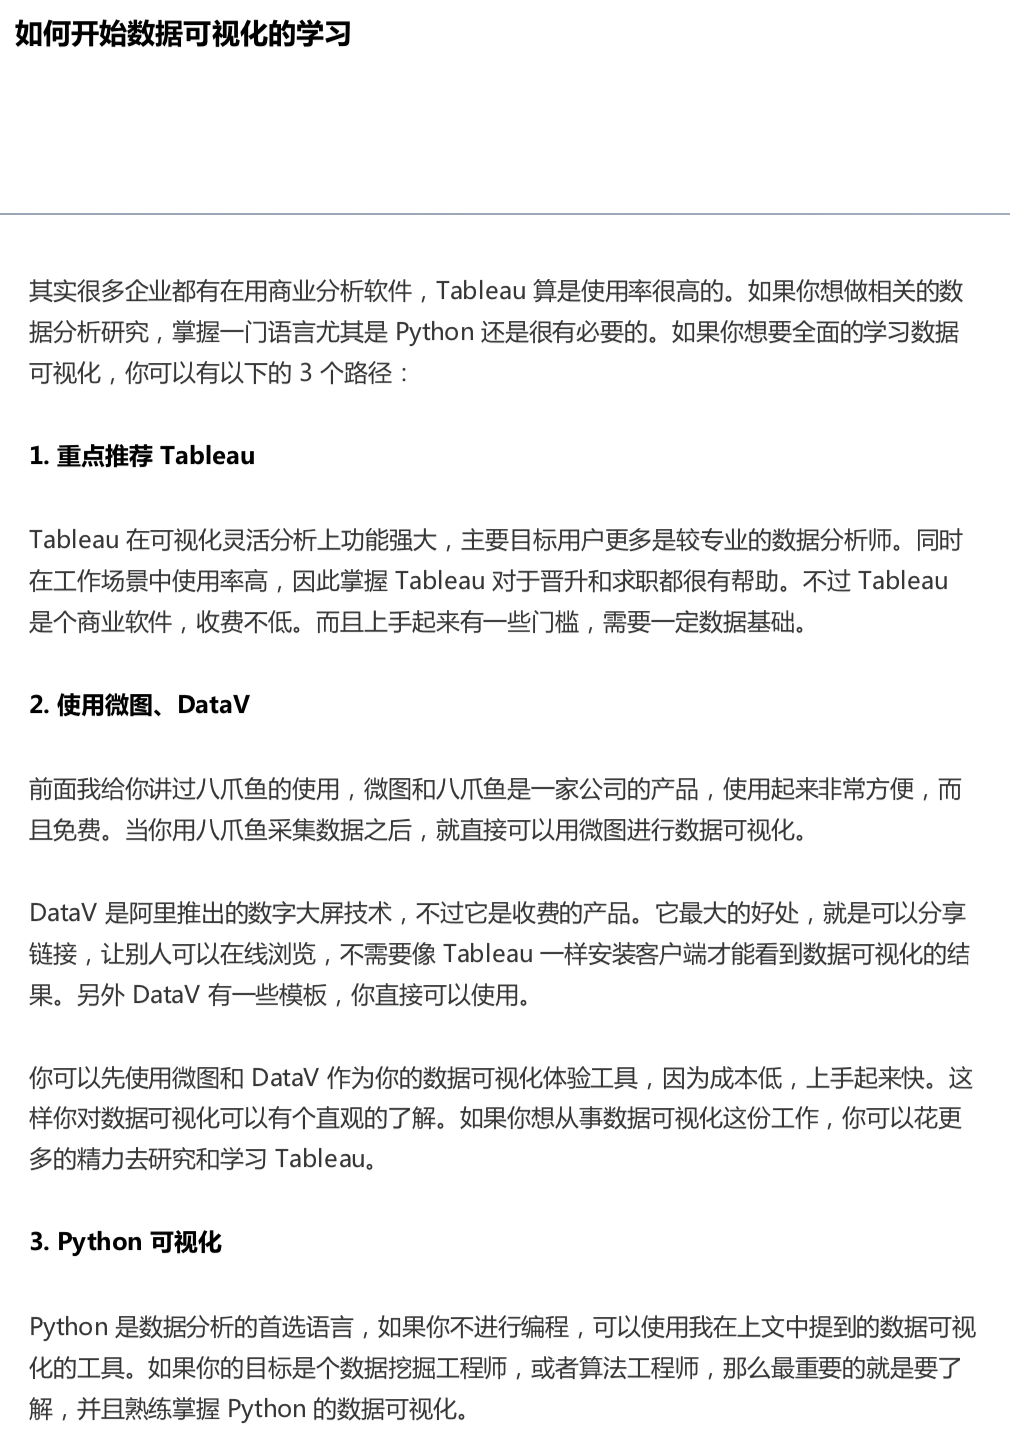 如何开始数据可视化的学习
其实很多企业都有在用商业分析软件，Tableau 算是使用率很高的。如果你想做相关的数
据分析研究，掌握一门语言尤其是 Python 还是很有必要的。如果你想要全面的学习数据
可视化，你可以有以下的 3 个路径：
1. 重点推荐 Tableau
Tableau 在可视化灵活分析上功能强大，主要目标用户更多是较专业的数据分析师。同时
在工作场景中使用率高，因此掌握 Tableau 对于晋升和求职都很有帮助。不过 Tableau
是个商业软件，收费不低。而且上手起来有一些门槛，需要一定数据基础。
2. 使用微图、DataV
前面我给你讲过八爪鱼的使用，微图和八爪鱼是一家公司的产品，使用起来非常方便，而
且免费。当你用八爪鱼采集数据之后，就直接可以用微图进行数据可视化。
DataV 是阿里推出的数字大屏技术，不过它是收费的产品。它最大的好处，就是可以分享
链接，让别人可以在线浏览，不需要像 Tableau 一样安装客户端才能看到数据可视化的结
果。另外 DataV 有一些模板，你直接可以使用。
你可以先使用微图和 DataV 作为你的数据可视化体验工具，因为成本低，上手起来快。这
样你对数据可视化可以有个直观的了解。如果你想从事数据可视化这份工作，你可以花更
多的精力去研究和学习 Tableau。
3. Python 可视化
Python 是数据分析的首选语言，如果你不进行编程，可以使用我在上文中提到的数据可视
化的工具。如果你的目标是个数据挖掘工程师，或者算法工程师，那么最重要的就是要了
解，并且熟练掌握 Python 的数据可视化。